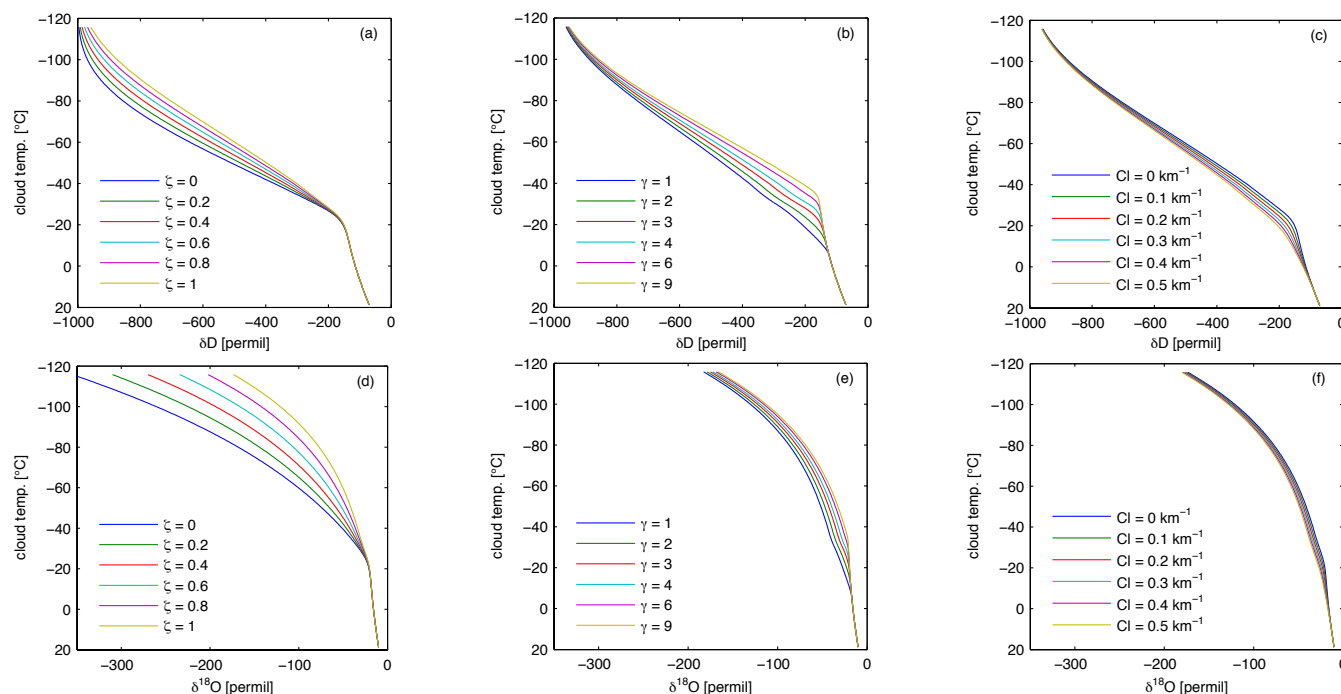 (a)
cloud temp. [°C]
−120
−100
−80
−60
−40
−20
0
20
ζ = 0
ζ = 0.2
ζ = 0.4
ζ = 0.6
ζ = 0.8
ζ = 1
−1000 −800 −600 −400 −200 0
δD [permil]
(b)
cloud temp. [°C]
−120
−100
−80
−60
−40
−20
0
20
γ = 1
γ = 2
γ = 3
γ = 4
γ = 6
γ = 9
−1000 −800 −600 −400 −200 0
δD [permil]
(c)
cloud temp. [°C]
−120
−100
−80
−60
−40
−20
0
20
Cl = 0 km⁻¹
Cl = 0.1 km⁻¹
Cl = 0.2 km⁻¹
Cl = 0.3 km⁻¹
Cl = 0.4 km⁻¹
Cl = 0.5 km⁻¹
−1000 −800 −600 −400 −200 0
δD [permil]
(d)
cloud temp. [°C]
−120
−100
−80
−60
−40
−20
0
20
ζ = 0
ζ = 0.2
ζ = 0.4
ζ = 0.6
ζ = 0.8
ζ = 1
−300 −200 −100 0
δ¹⁸O [permil]
(e)
cloud temp. [°C]
−120
−100
−80
−60
−40
−20
0
20
γ = 1
γ = 2
γ = 3
γ = 4
γ = 6
γ = 9
−300 −200 −100 0
δ¹⁸O [permil]
(f)
cloud temp. [°C]
−120
−100
−80
−60
−40
−20
0
20
Cl = 0 km⁻¹
Cl = 0.1 km⁻¹
Cl = 0.2 km⁻¹
Cl = 0.3 km⁻¹
Cl = 0.4 km⁻¹
Cl = 0.5 km⁻¹
−300 −200 −100 0
δ¹⁸O [permil]